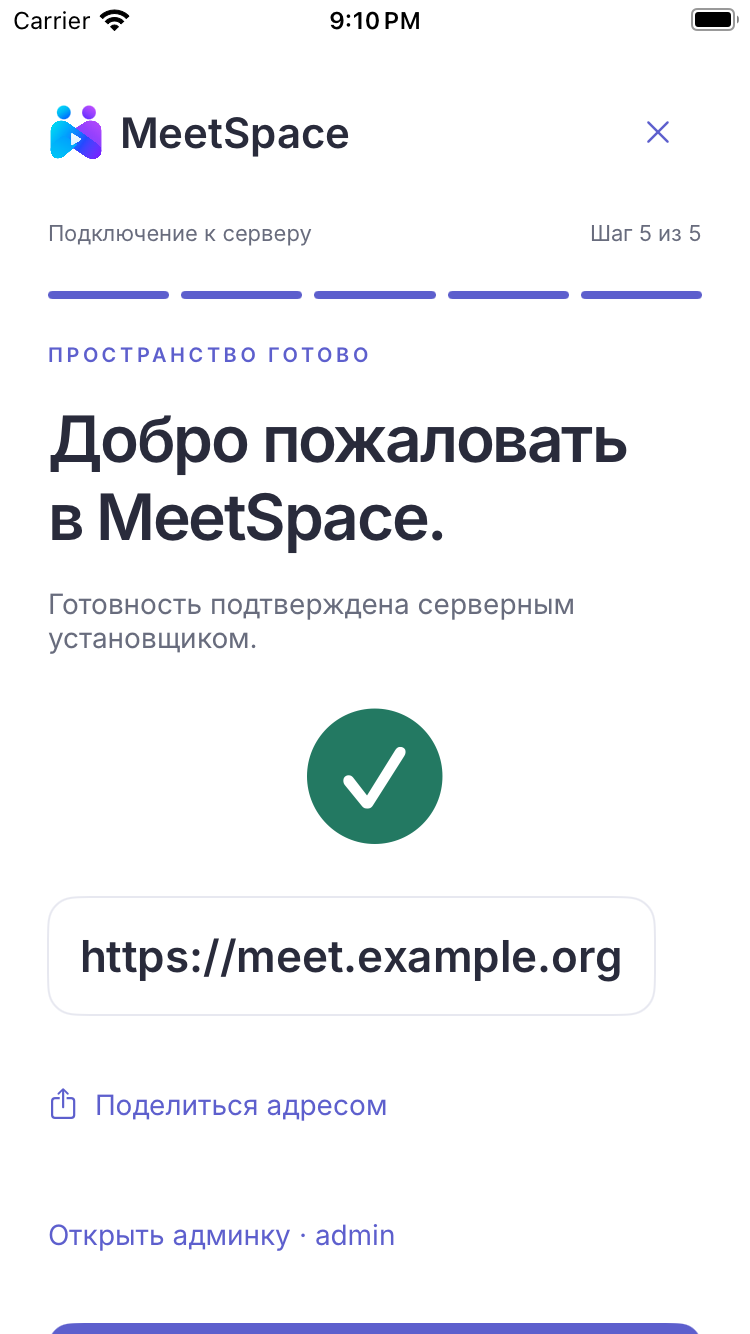 Carrier 9:10 PM
MeetSpace
Подключение к серверу Шаг 5 из 5
ПРОСТРАНСТВО ГОТОВО
Добро пожаловать
в MeetSpace.
Готовность подтверждена серверным
установщиком.
https://meet.example.org
Поделиться адресом
Открыть админку · admin